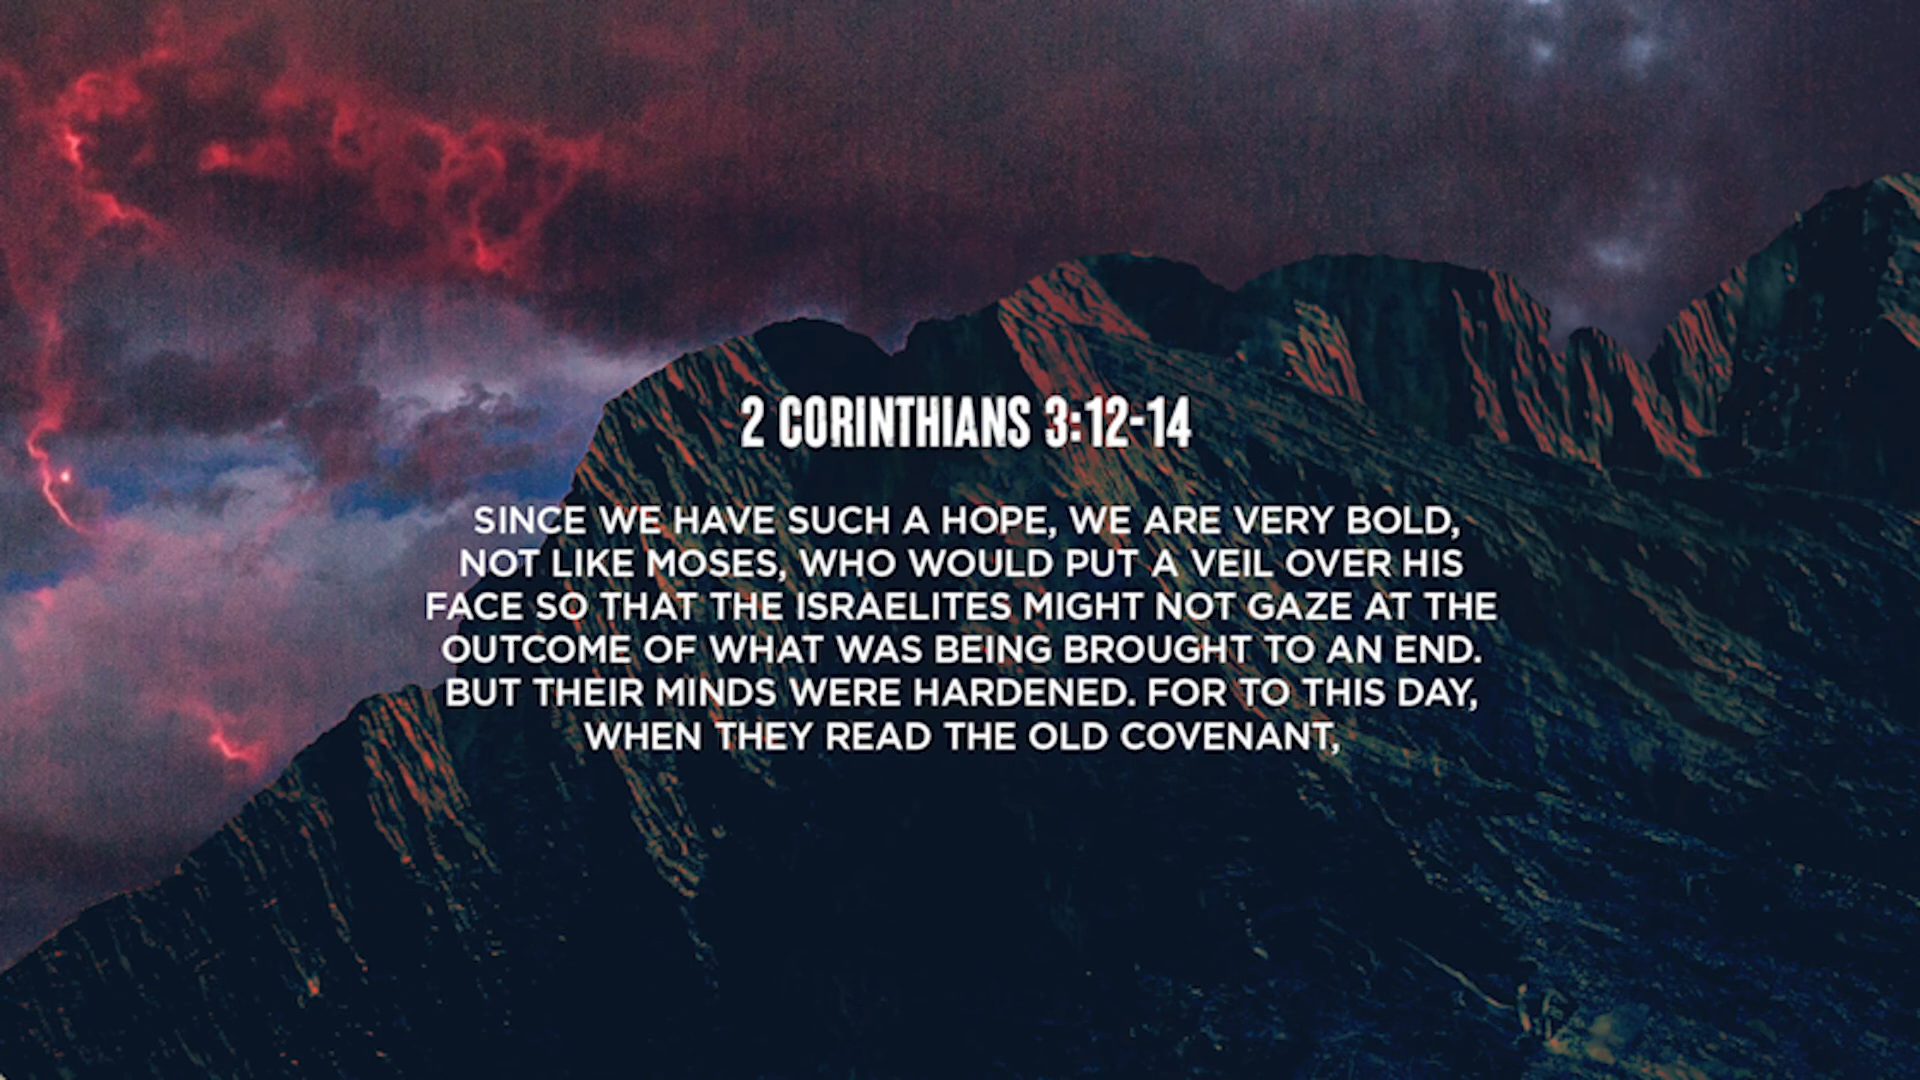 2 CORINTHIANS 3:12-14
SINCE WE HAVE SUCH A HOPE, WE ARE VERY BOLD,
NOT LIKE MOSES, WHO WOULD PUT A VEIL OVER HIS
FACE SO THAT THE ISRAELITES MIGHT NOT GAZE AT THE
OUTCOME OF WHAT WAS BEING BROUGHT TO AN END.
BUT THEIR MINDS WERE HARDENED. FOR TO THIS DAY,
WHEN THEY READ THE OLD COVENANT,